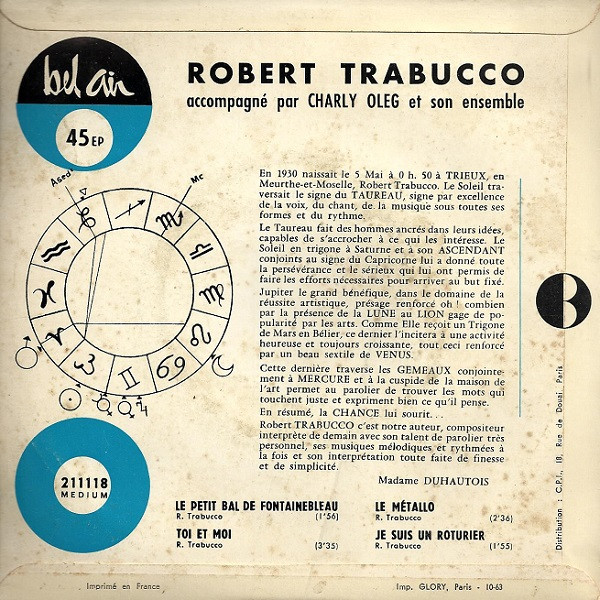 bel air
45 EP
ROBERT TRABUCCO
accompagné par CHARLY OLEG et son ensemble
Mc
En 1930 naissait le 5 Mai à 0 h. 50 à TRIEUX, en
Meurthe-et-Moselle, Robert Trabucco. Le Soleil tra-
versait le signe du TAUREAU, signe par excellence
de la voix, du chant, de la musique sous toutes ses
formes et du rythme.
Le Taureau fait des hommes ancrés dans leurs idées,
capables de s'accrocher à ce qui les intéresse. Le
Soleil en trigone à Saturne et à son ASCENDANT
conjoints au signe du Capricorne lui a donné toute
la persévérance et le sérieux qui lui ont permis de
faire les efforts nécessaires pour arriver au but fixé.
Jupiter le grand bénéfique, dans le domaine de la
réussite artistique, présage renforcé oh ! combien
par la présence de la LUNE au LION gage de po-
pularité par les arts. Comme Elle reçoit un Trigone
de Mars en Bélier, ce dernier l'incitera à une activité
heureuse et toujours croissante, tout ceci renforcé
par un beau sextile de VENUS.
Cette dernière traverse les GEMEAUX conjointe-
ment à MERCURE et à la cuspide de la maison de
l'art permet au parolier de trouver les mots qui
touchent juste et expriment bien ce qu'il pense.
En résumé, la CHANCE lui sourit...
Robert TRABUCCO c'est notre auteur, compositeur
interprète de demain avec son talent de parolier très
personnel, ses musiques mélodiques et rythmées à
la fois et son interprétation toute faite de finesse
et de simplicité.
Madame DUHAUTOIS
211118
MEDIUM
LE PETIT BAL DE FONTAINEBLEAU
R. Trabucco (1'56)
TOI ET MOI
R. Trabucco (3'35)
LE MÉTALLO
R. Trabucco (2'36)
JE SUIS UN ROTURIER
R. Trabucco (1'55)
Distribution : C.P.I., 18, Rue de Douai, Paris
Imprimé en France
Imp. GLORY, Paris - 10-63